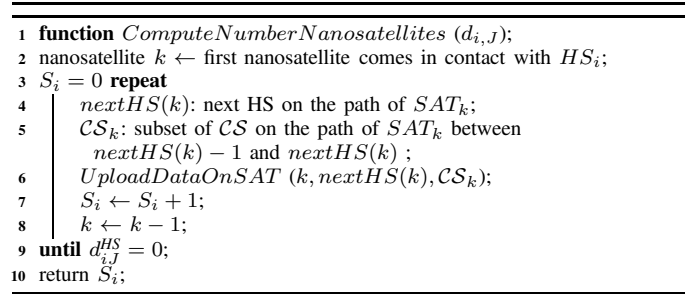 1 function ComputeNumberNanosatellites (d_{i,J});
2 nanosatellite k ← first nanosatellite comes in contact with HS_i;
3 S_i = 0 repeat
4 nextHS(k): next HS on the path of SAT_k;
5 𝒞𝒮_k: subset of 𝒞𝒮 on the path of SAT_k between
nextHS(k) − 1 and nextHS(k) ;
6 UploadDataOnSAT (k, nextHS(k), 𝒞𝒮_k);
7 S_i ← S_i + 1;
8 k ← k − 1;
9 until d_{iJ}^{HS} = 0;
10 return S_i;